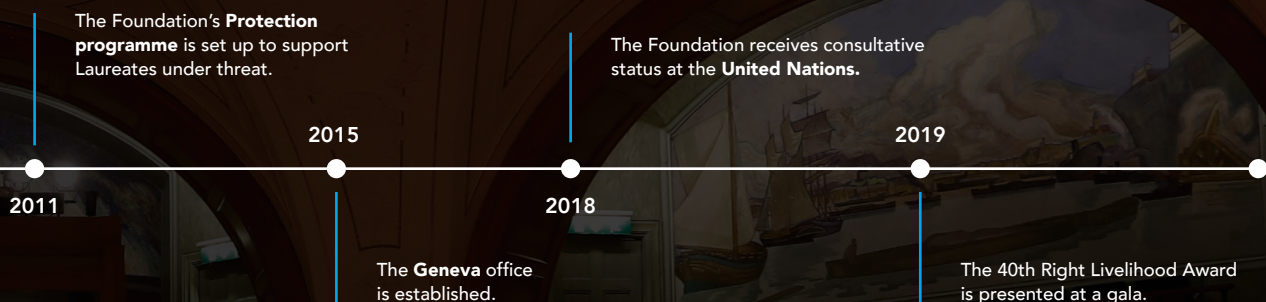 The Foundation’s Protection
programme is set up to support
Laureates under threat.
2011
2015
The Geneva office
is established.
The Foundation receives consultative
status at the United Nations.
2018
2019
The 40th Right Livelihood Award
is presented at a gala.